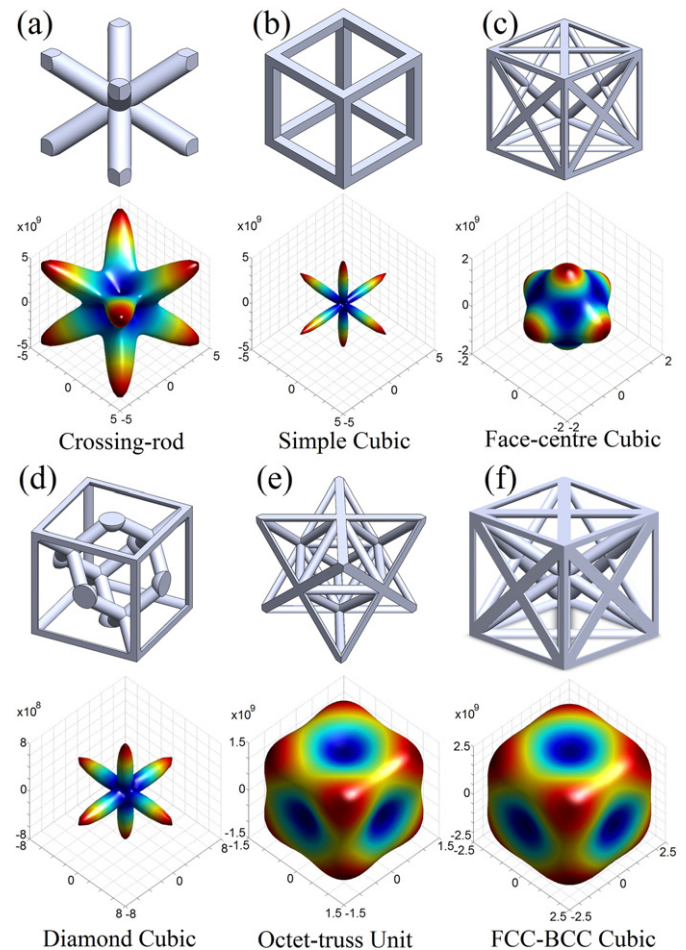 (a) (b) (c)
x10⁹ x10⁹ x10⁹
5 5 2
0 0 0
-5 -5 -2
-5 5 -5 5 -2 2
0 0 0 0 0 0
5 -5 5 -5 -2 -2
Crossing-rod Simple Cubic Face-centre Cubic
(d) (e) (f)
x10⁸ x10⁹ x10⁹
8 1.5 2.5
0 0 0
-8 -1.5 -2.5
-8 8 -1.5 1.5 -2.5 2.5
0 0 0 0 0 0
8 -8 1.5 -1.5 2.5 -2.5
Diamond Cubic Octet-truss Unit FCC-BCC Cubic